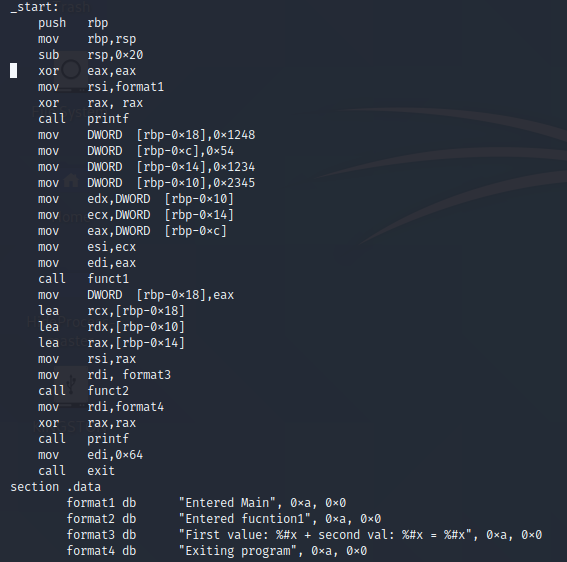 _start:
push rbp
mov rbp,rsp
sub rsp,0×20
xor eax,eax
mov rsi,format1
xor rax, rax
call printf
mov DWORD [rbp-0×18],0×1248
mov DWORD [rbp-0×c],0×54
mov DWORD [rbp-0×14],0×1234
mov DWORD [rbp-0×10],0×2345
mov edx,DWORD [rbp-0×10]
mov ecx,DWORD [rbp-0×14]
mov eax,DWORD [rbp-0×c]
mov esi,ecx
mov edi,eax
call funct1
mov DWORD [rbp-0×18],eax
lea rcx,[rbp-0×18]
lea rdx,[rbp-0×10]
lea rax,[rbp-0×14]
mov rsi,rax
mov rdi, format3
call funct2
mov rdi,format4
xor rax,rax
call printf
mov edi,0×64
call exit
section .data
format1 db "Entered Main", 0×a, 0×0
format2 db "Entered fucntion1", 0×a, 0×0
format3 db "First value: %#x + second val: %#x = %#x", 0×a, 0×0
format4 db "Exiting program", 0×a, 0×0